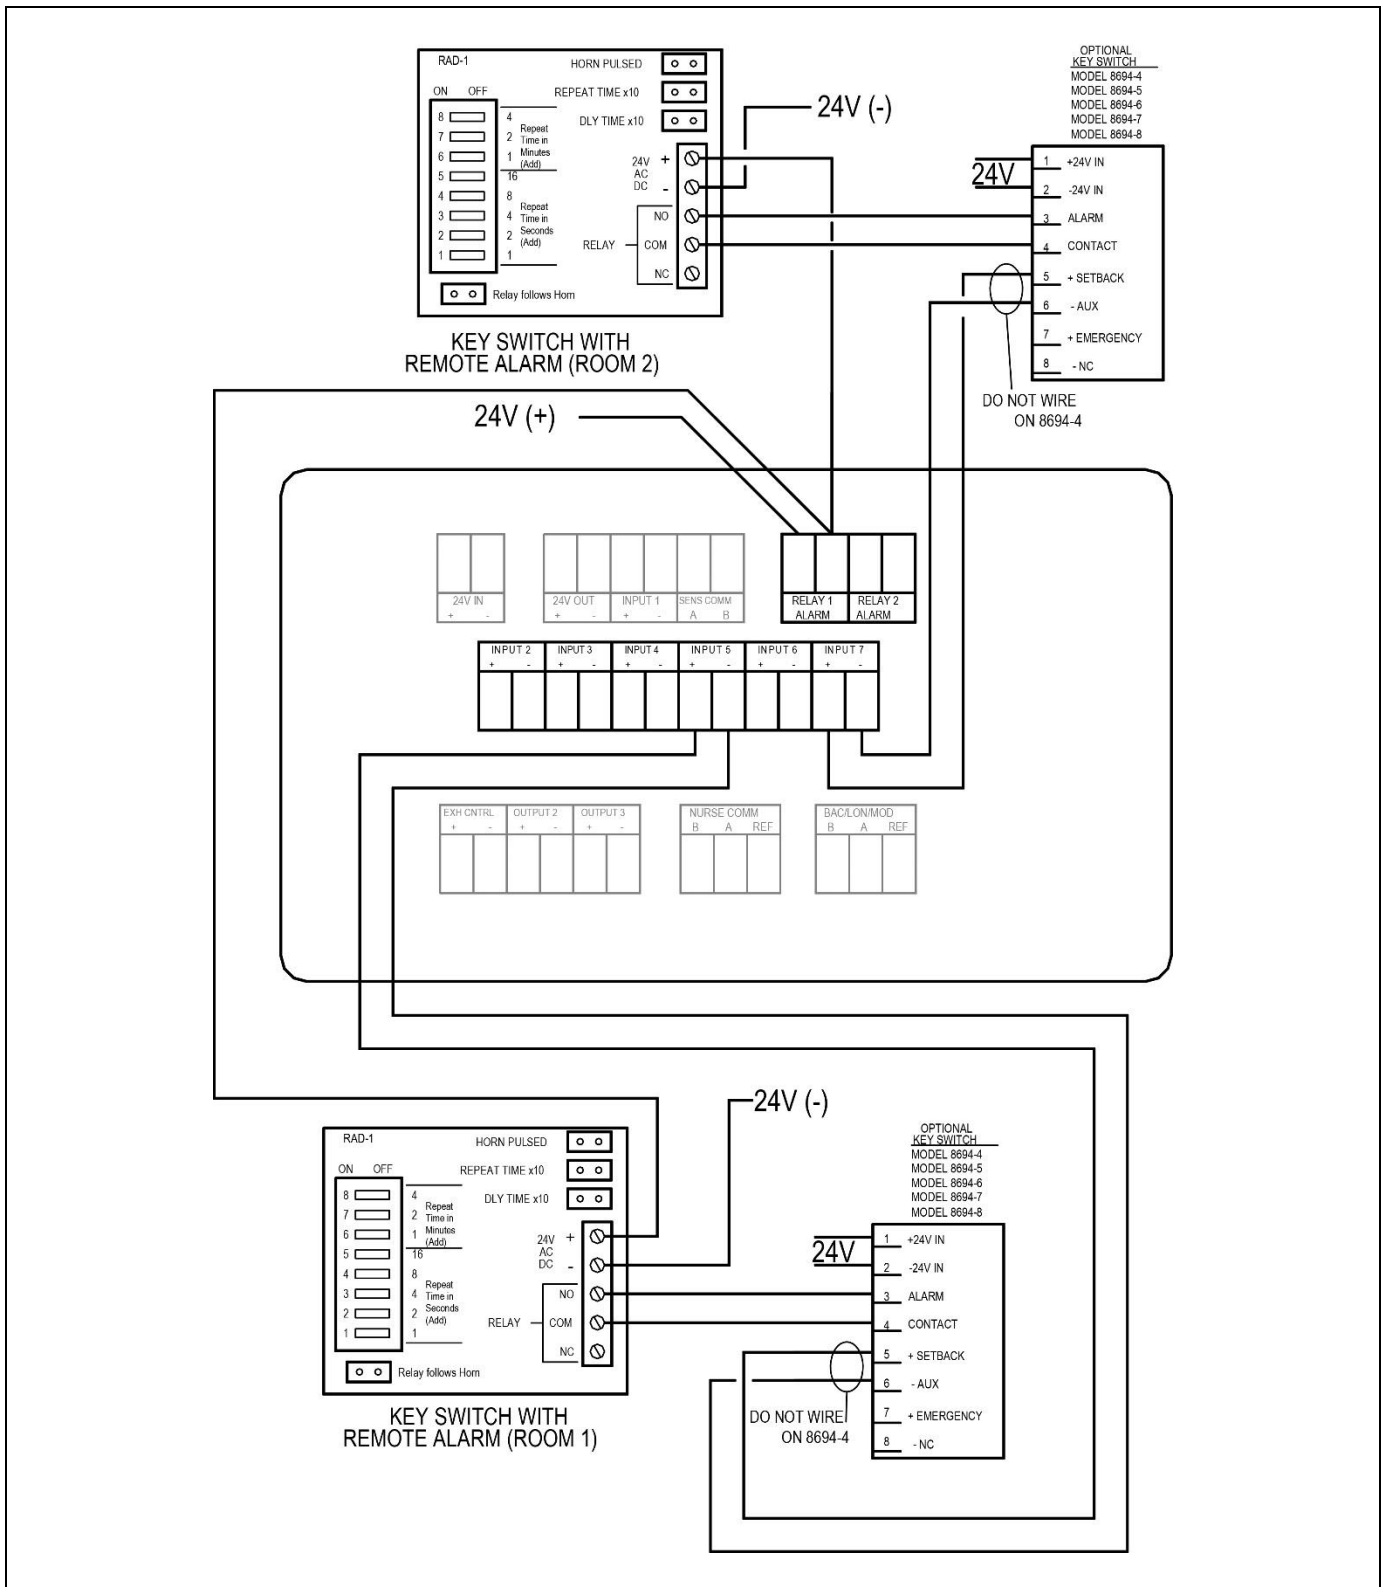 RAD-1
HORN PULSED
ON OFF
REPEAT TIME x10
DLY TIME x10
8 4
7 2
6 1
Repeat
Time in
Minutes
(Add)
5 16
4 8
3 4
2 2
1 1
Repeat
Time in
Seconds
(Add)
24V +
AC
DC -
NO
RELAY COM
NC
Relay follows Horn
KEY SWITCH WITH
REMOTE ALARM (ROOM 2)
24V (-)
OPTIONAL
KEY SWITCH
MODEL 8694-4
MODEL 8694-5
MODEL 8694-6
MODEL 8694-7
MODEL 8694-8
24V
1 +24V IN
2 -24V IN
3 ALARM
4 CONTACT
5 + SETBACK
6 - AUX
7 + EMERGENCY
8 - NC
DO NOT WIRE
ON 8694-4
24V (+)
24V IN
+ -
24V OUT INPUT 1 SENS COMM
+ - + - A B
RELAY 1 RELAY 2
ALARM ALARM
INPUT 2 INPUT 3 INPUT 4 INPUT 5 INPUT 6 INPUT 7
+ - + - + - + - + - + -
EXH CNTRL OUTPUT 2 OUTPUT 3
+ - + - + -
NURSE COMM
B A REF
BAC/LON/MOD
B A REF
24V (-)
RAD-1
HORN PULSED
ON OFF
REPEAT TIME x10
DLY TIME x10
8 4
7 2
6 1
Repeat
Time in
Minutes
(Add)
5 16
4 8
3 4
2 2
1 1
Repeat
Time in
Seconds
(Add)
24V +
AC
DC -
NO
RELAY COM
NC
Relay follows Horn
KEY SWITCH WITH
REMOTE ALARM (ROOM 1)
OPTIONAL
KEY SWITCH
MODEL 8694-4
MODEL 8694-5
MODEL 8694-6
MODEL 8694-7
MODEL 8694-8
24V
1 +24V IN
2 -24V IN
3 ALARM
4 CONTACT
5 + SETBACK
6 - AUX
7 + EMERGENCY
8 - NC
DO NOT WIRE
ON 8694-4